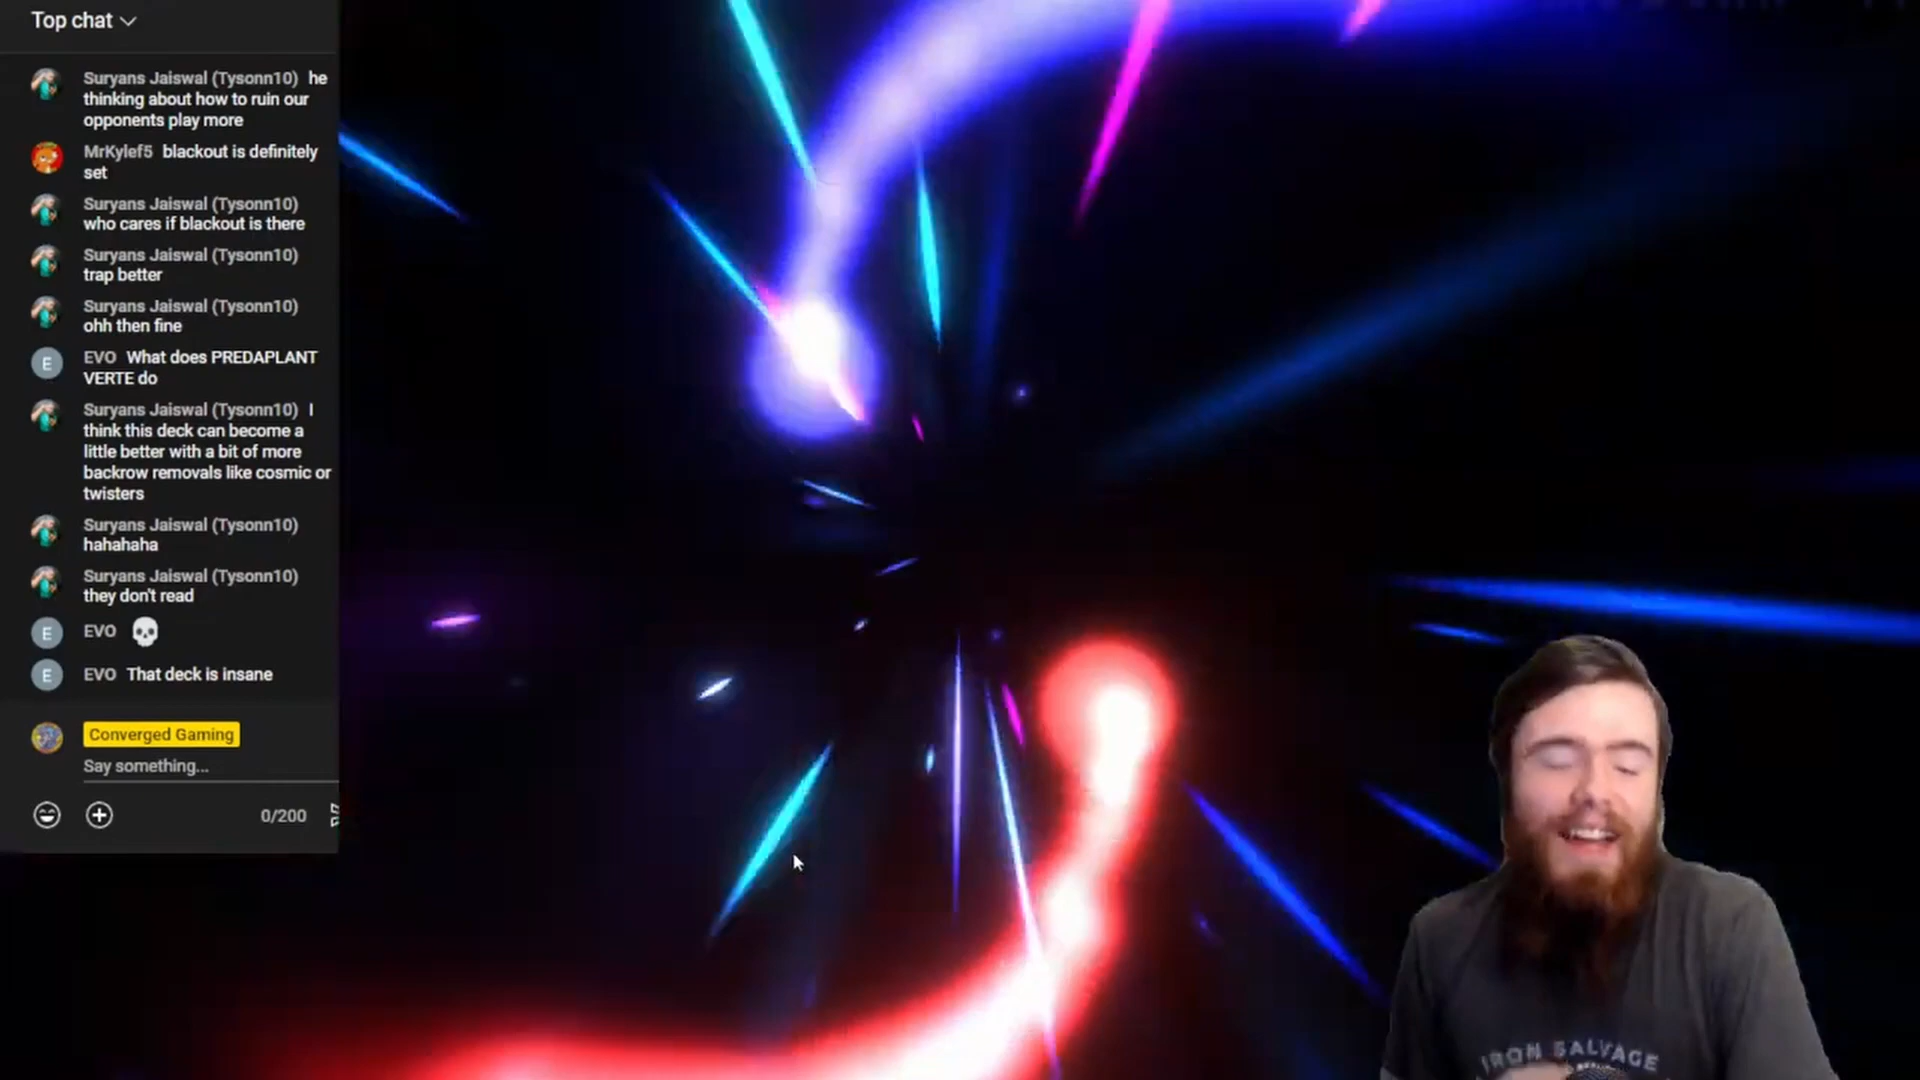 Top chat
Suryans Jaiswal (Tysonn10) he
thinking about how to ruin our
opponents play more
MrKylef5 blackout is definitely
set
Suryans Jaiswal (Tysonn10)
who cares if blackout is there
Suryans Jaiswal (Tysonn10)
trap better
Suryans Jaiswal (Tysonn10)
ohh then fine
E
EVO What does PREDAPLANT
VERTE do
Suryans Jaiswal (Tysonn10) I
think this deck can become a
little better with a bit of more
backrow removals like cosmic or
twisters
Suryans Jaiswal (Tysonn10)
hahahaha
Suryans Jaiswal (Tysonn10)
they don't read
E EVO
E EVO That deck is insane
Converged Gaming
Say something...
0/200
IRON SALVAGE